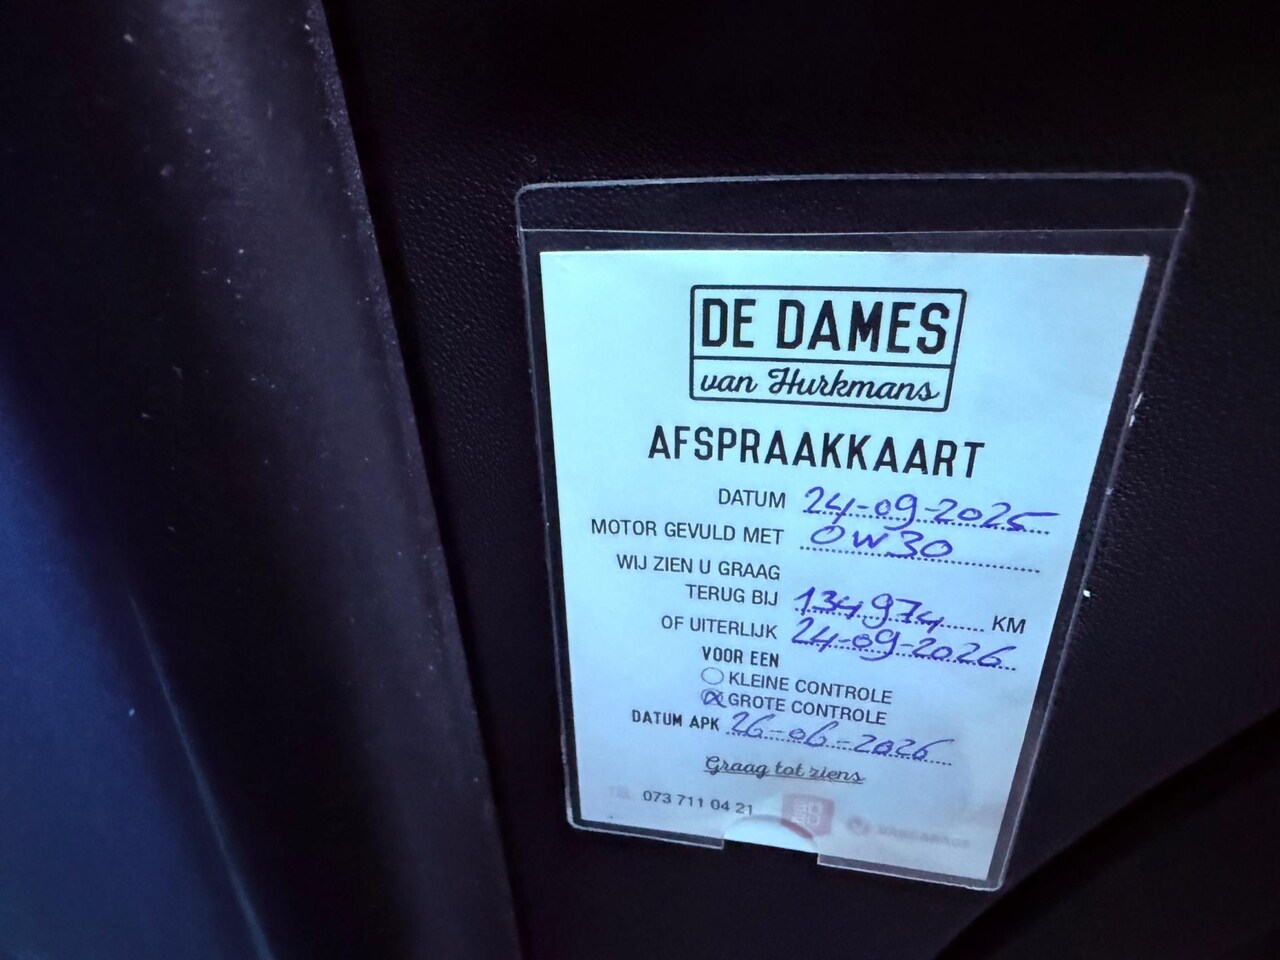 DE DAMES
van Hurkmans
AFSPRAAKKAART
DATUM 24-09-2025
MOTOR GEVULD MET 0W30
WIJ ZIEN U GRAAG
TERUG BIJ 134974 KM
OF UITERLIJK 24-09-2026
VOOR EEN
KLEINE CONTROLE
GROTE CONTROLE
DATUM APK 26-06-2026
Graag tot ziens
TEL 073 711 04 21